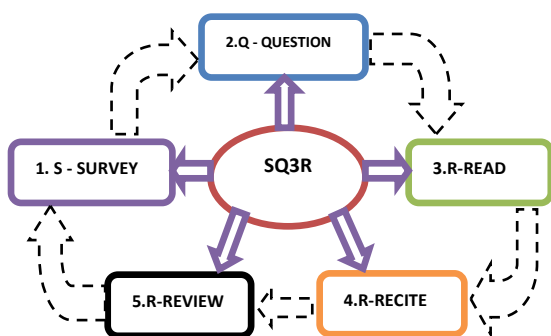 2.Q - QUESTION
1. S - SURVEY
SQ3R
3.R-READ
5.R-REVIEW
4.R-RECITE